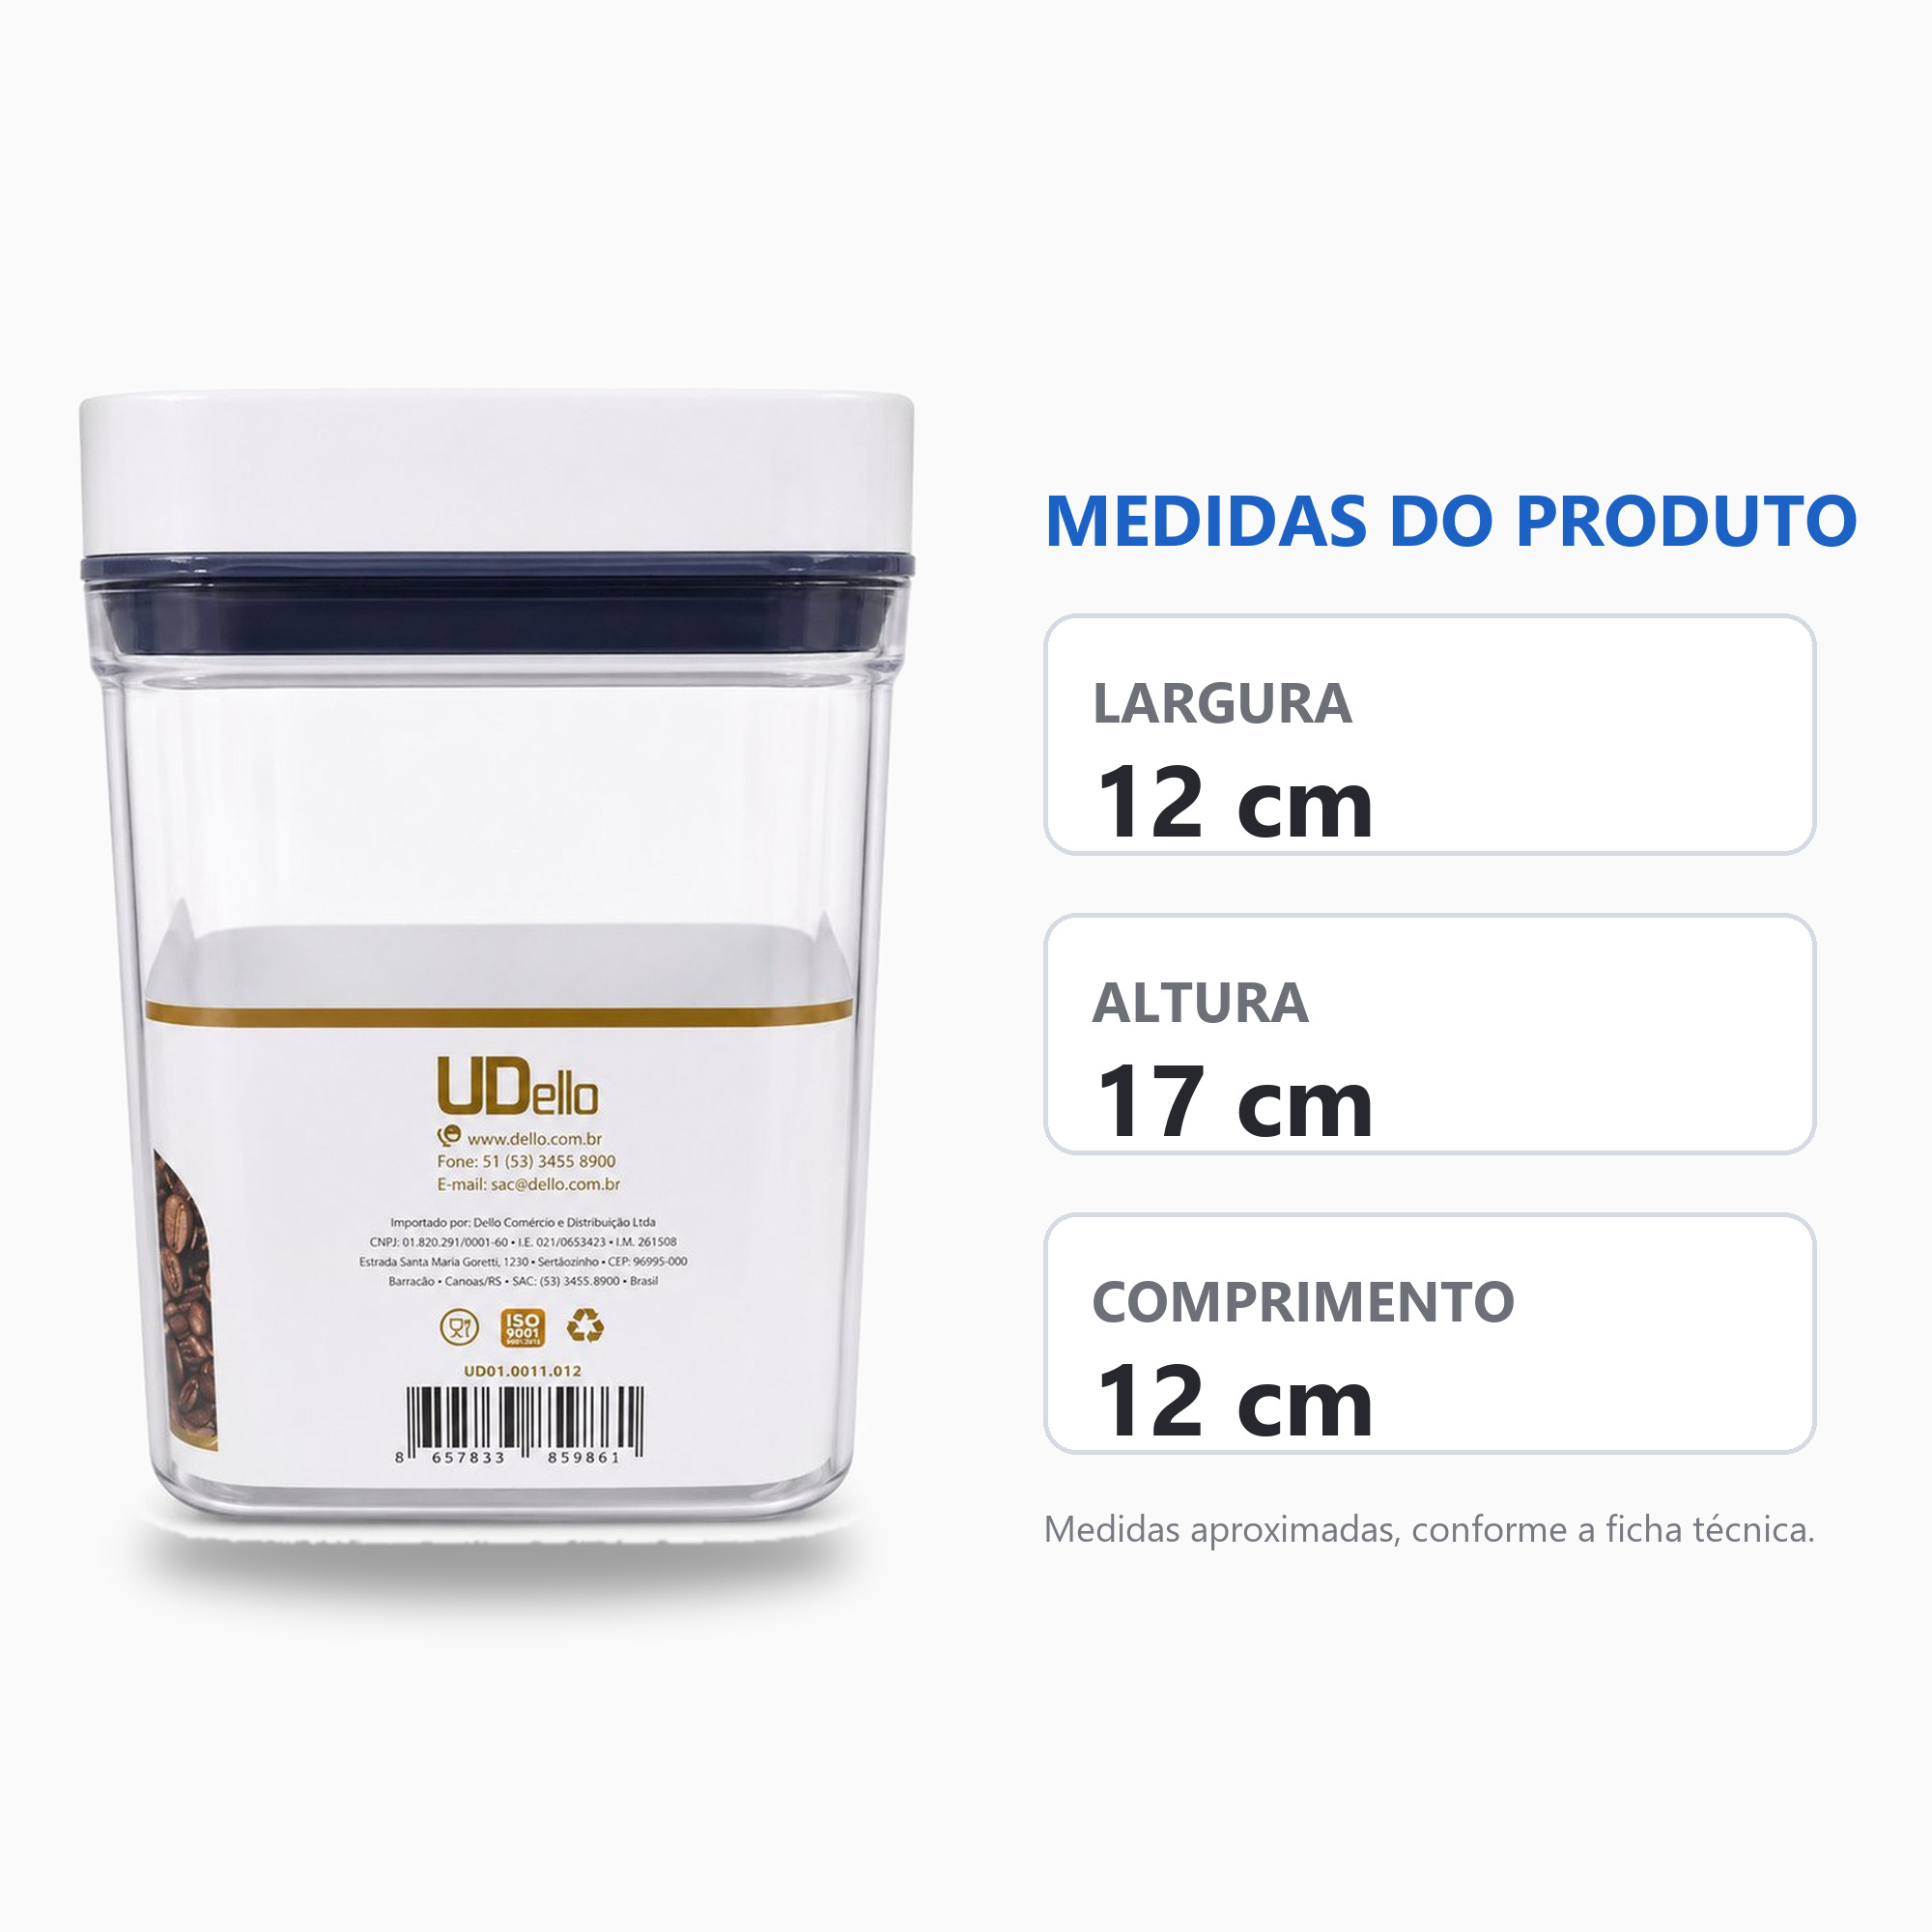 UDello
www.dello.com.br
Fone: 51 (53) 3455 8900
E-mail: sac@dello.com.br
Importado por: Dello Comércio e Distribuição Ltda
CNPJ: 01.820.291/0001-60 • I.E. 021/0653423 • I.M. 261508
Estrada Santa Maria Goretti, 1230 • Sertãozinho • CEP: 96995-000
Barracão • Canoas/RS • SAC: (53) 3455.8900 • Brasil
ISO
9001
UD01.0011.012
8 657833 859861
MEDIDAS DO PRODUTO
LARGURA
12 cm
ALTURA
17 cm
COMPRIMENTO
12 cm
Medidas aproximadas, conforme a ficha técnica.